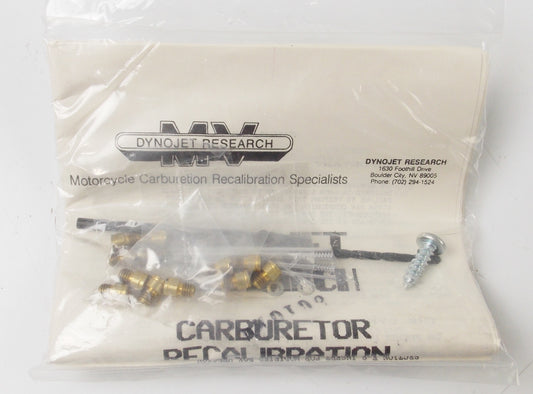 MV
DYNOJET RESEARCH
Motorcycle Carburetion Recalibration Specialists
DYNOJET RESEARCH
1630 Foothill Drive
Boulder City, NV 89005
Phone: (702) 294-1524
CARBURETOR
RECALIBRATION